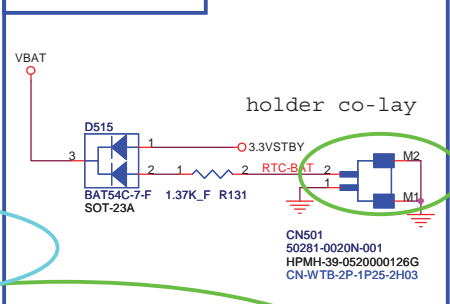 VBAT
holder co-lay
D515
3
1
3.3VSTBY
2
1
2
RTC-BAT
2
1
M2
M1
BAT54C-7-F
1.37K_F
R131
SOT-23A
CN501
50281-0020N-001
HPMH-39-0520000126G
CN-WTB-2P-1P25-2H03